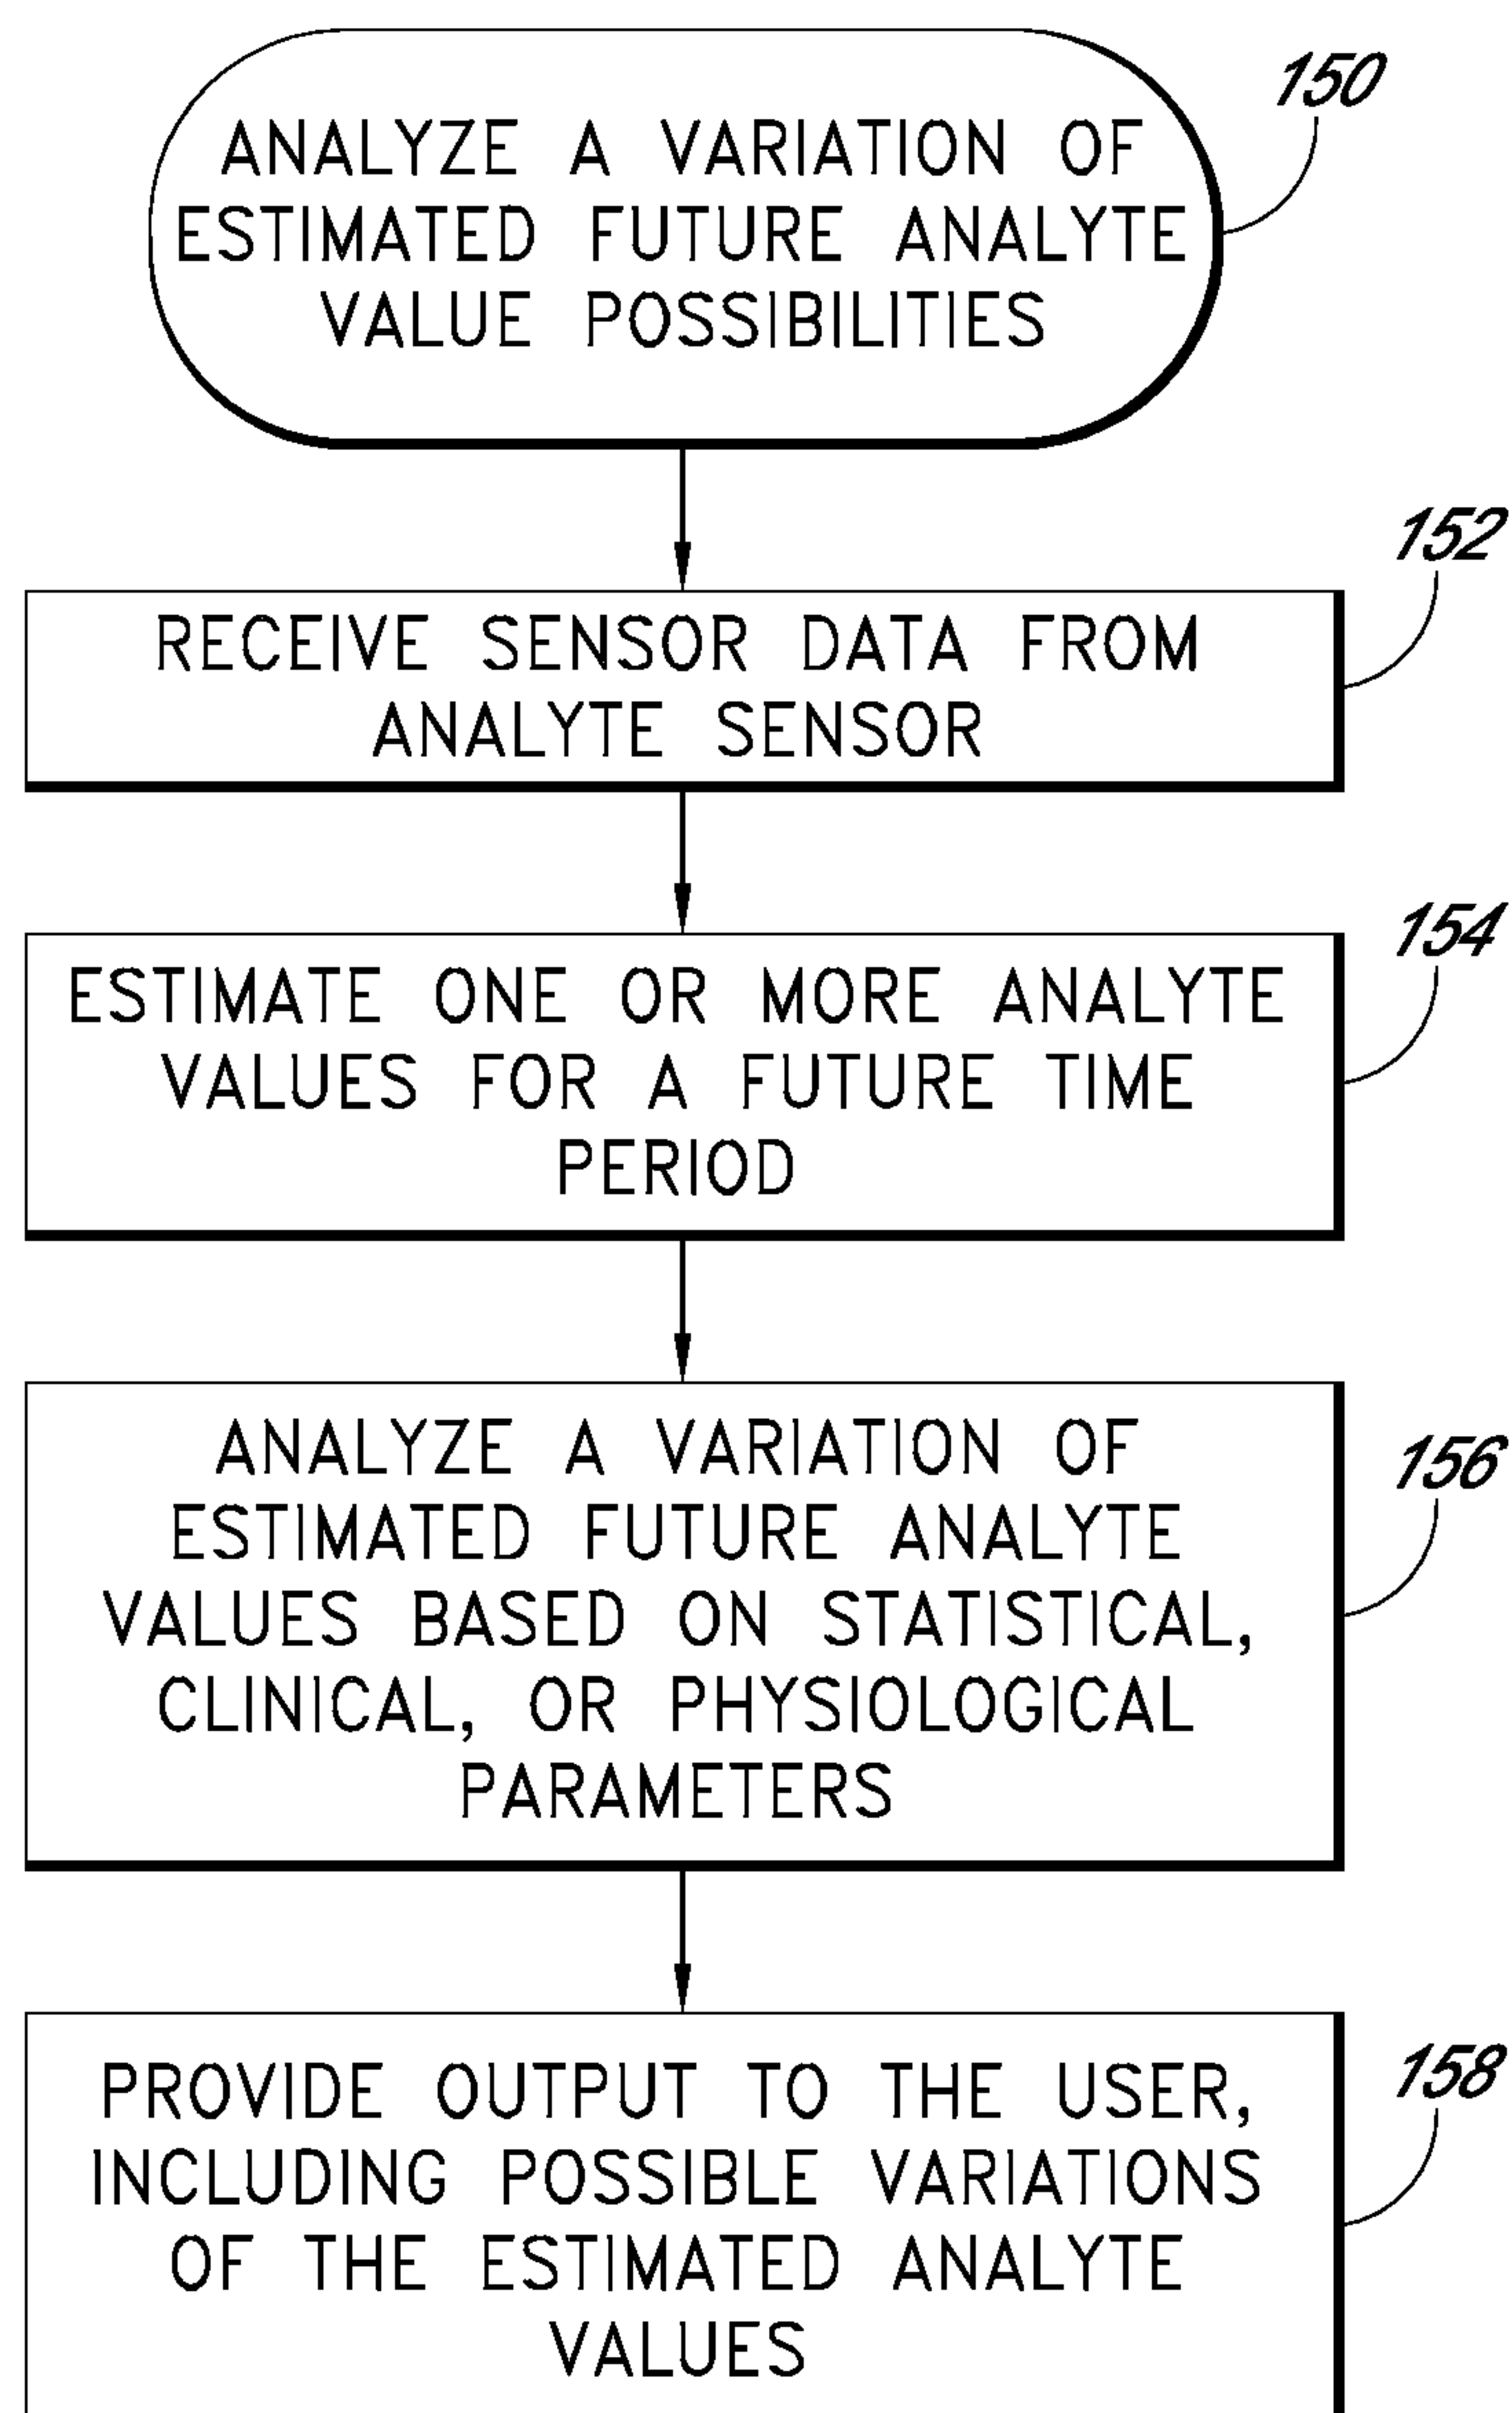 150
ANALYZE A VARIATION OF
ESTIMATED FUTURE ANALYTE
VALUE POSSIBILITIES
152
RECEIVE SENSOR DATA FROM
ANALYTE SENSOR
154
ESTIMATE ONE OR MORE ANALYTE
VALUES FOR A FUTURE TIME
PERIOD
156
ANALYZE A VARIATION OF
ESTIMATED FUTURE ANALYTE
VALUES BASED ON STATISTICAL,
CLINICAL, OR PHYSIOLOGICAL
PARAMETERS
158
PROVIDE OUTPUT TO THE USER,
INCLUDING POSSIBLE VARIATIONS
OF THE ESTIMATED ANALYTE
VALUES